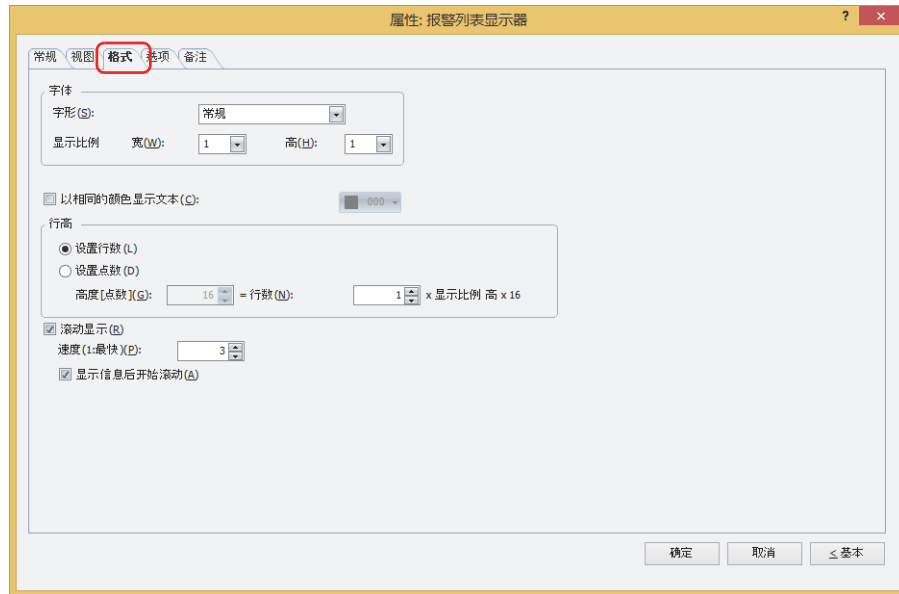 属性: 报警列表显示器
? ×
常规 视图 格式 选项 备注
字体
字形(S): 常规
显示比例 宽(W): 1 高(H): 1
以相同的颜色显示文本(C): 000
行高
设置行数(L)
设置点数(D)
高度[点数](G): 16 = 行数(N): 1 x 显示比例 高 x 16
滚动显示(R)
速度(1:最快)(P): 3
显示信息后开始滚动(A)
确定 取消 < 基本